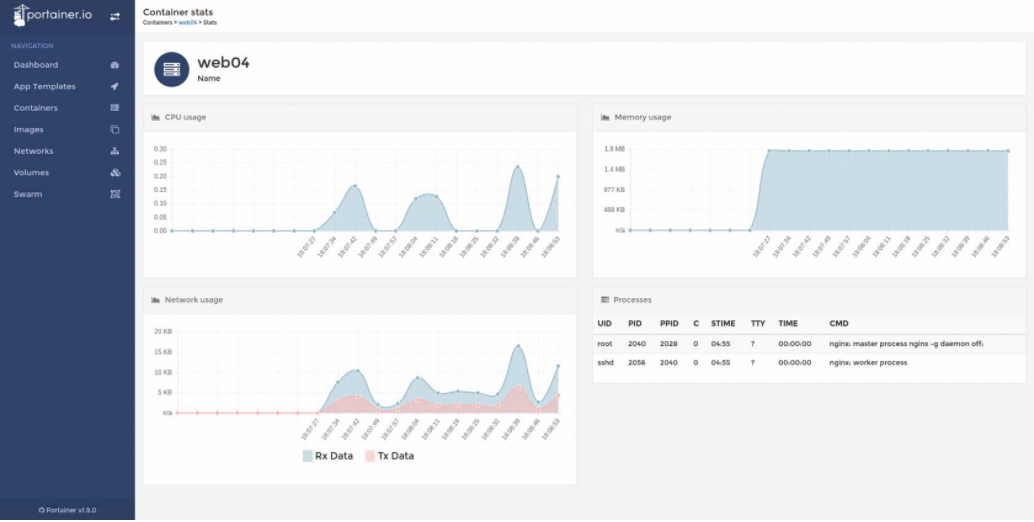 portainer.io
Container stats
Containers > web04 > Stats
NAVIGATION
Dashboard
App Templates
Containers
Images
Networks
Volumes
Swarm
web04
Name
CPU usage
0.30
0.25
0.20
0.15
0.10
0.05
0.00
18:07:27 18:07:34 18:07:42 18:07:49 18:07:57 18:08:04 18:08:11 18:08:18 18:08:25 18:08:32 18:08:39 18:08:46 18:08:53
Memory usage
1.9 MB
1.4 MB
977 KB
488 KB
n/a
18:07:27 18:07:34 18:07:42 18:07:49 18:07:57 18:08:04 18:08:11 18:08:18 18:08:25 18:08:32 18:08:39 18:08:46 18:08:53
Network usage
20 KB
15 KB
10 KB
5 KB
n/a
18:07:27 18:07:34 18:07:42 18:07:49 18:07:57 18:08:04 18:08:11 18:08:18 18:08:25 18:08:32 18:08:39 18:08:46 18:08:53
Rx Data Tx Data
Processes
UID PID PPID C STIME TTY TIME CMD
root 2040 2028 0 04:55 ? 00:00:00 nginx: master process nginx -g daemon off;
sshd 2056 2040 0 04:55 ? 00:00:00 nginx: worker process
Portainer v1.9.0